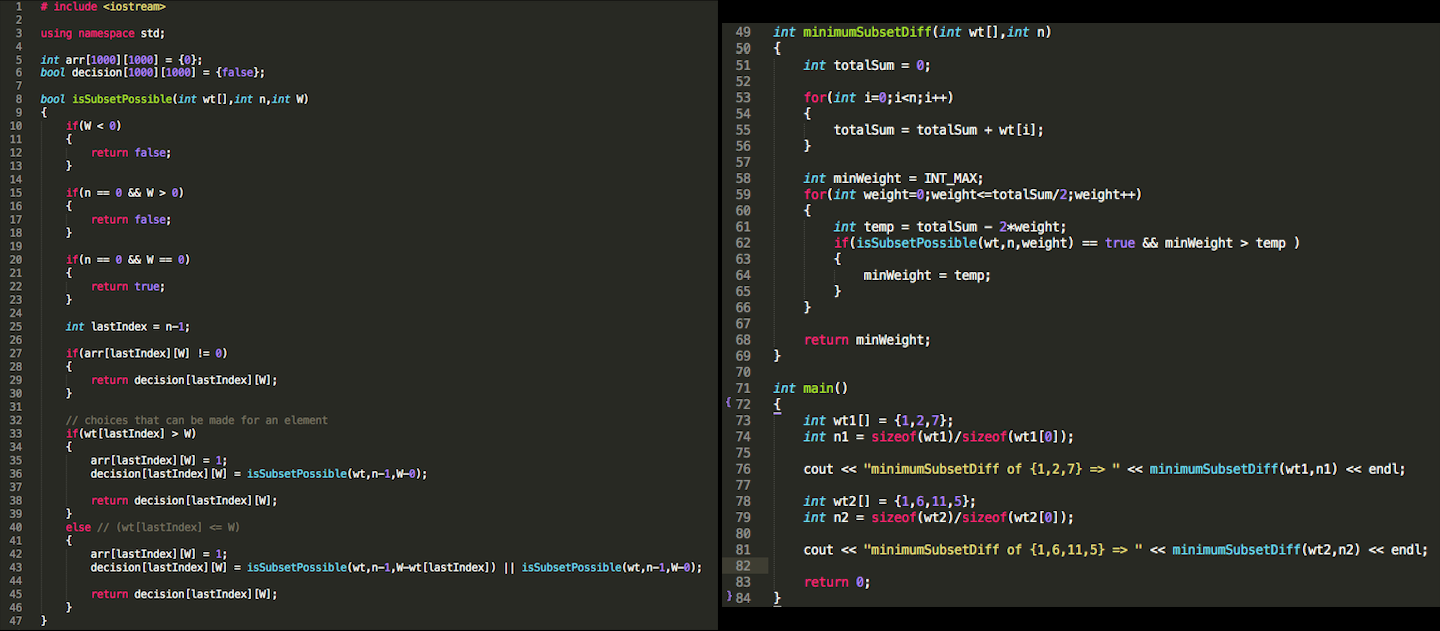 1 # include <iostream>
2
3 using namespace std;
4
5 int arr[1000][1000] = {0};
6 bool decision[1000][1000] = {false};
7
8 bool isSubsetPossible(int wt[],int n,int W)
9 {
10     if(W < 0)
11     {
12         return false;
13     }
14
15     if(n == 0 && W > 0)
16     {
17         return false;
18     }
19
20     if(n == 0 && W == 0)
21     {
22         return true;
23     }
24
25     int lastIndex = n-1;
26
27     if(arr[lastIndex][W] != 0)
28     {
29         return decision[lastIndex][W];
30     }
31
32     // choices that can be made for an element
33     if(wt[lastIndex] > W)
34     {
35         arr[lastIndex][W] = 1;
36         decision[lastIndex][W] = isSubsetPossible(wt,n-1,W-0);
37
38         return decision[lastIndex][W];
39     }
40     else // (wt[lastIndex] <= W)
41     {
42         arr[lastIndex][W] = 1;
43         decision[lastIndex][W] = isSubsetPossible(wt,n-1,W-wt[lastIndex]) || isSubsetPossible(wt,n-1,W-0);
44
45         return decision[lastIndex][W];
46     }
47 }
49 int minimumSubsetDiff(int wt[],int n)
50 {
51     int totalSum = 0;
52
53     for(int i=0;i<n;i++)
54     {
55         totalSum = totalSum + wt[i];
56     }
57
58     int minWeight = INT_MAX;
59     for(int weight=0;weight<=totalSum/2;weight++)
60     {
61         int temp = totalSum - 2*weight;
62         if(isSubsetPossible(wt,n,weight) == true && minWeight > temp )
63         {
64             minWeight = temp;
65         }
66     }
67
68     return minWeight;
69 }
70
71 int main()
{ 72 {
73     int wt1[] = {1,2,7};
74     int n1 = sizeof(wt1)/sizeof(wt1[0]);
75
76     cout << "minimumSubsetDiff of {1,2,7} => " << minimumSubsetDiff(wt1,n1) << endl;
77
78     int wt2[] = {1,6,11,5};
79     int n2 = sizeof(wt2)/sizeof(wt2[0]);
80
81     cout << "minimumSubsetDiff of {1,6,11,5} => " << minimumSubsetDiff(wt2,n2) << endl;
82
83     return 0;
} 84 }